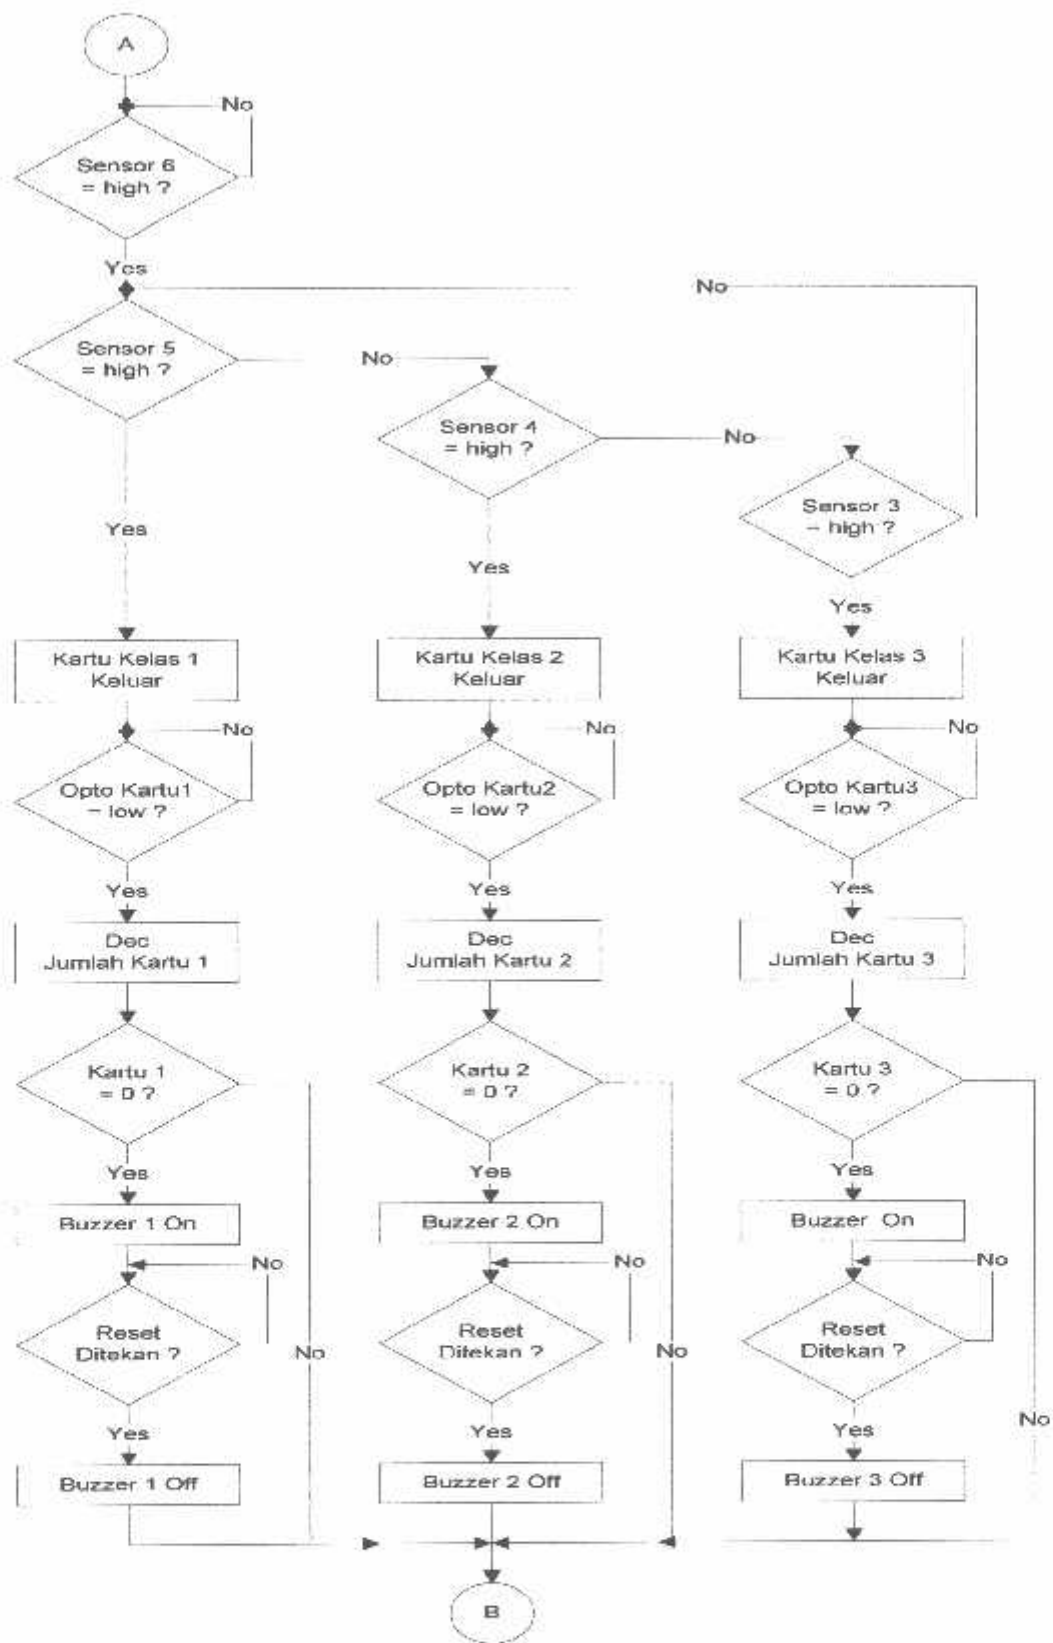 A
No
Sensor 6
= high ?
Yes
No
Sensor 5
= high ?
No
Sensor 4
= high ?
No
Sensor 3
– high ?
Yes
Yes
Yes
Kartu Kelas 1
Keluar
Kartu Kelas 2
Keluar
Kartu Kelas 3
Keluar
No
No
No
Opto Kartu1
– low ?
Opto Kartu2
= low ?
Opto Kartu3
= low ?
Yes
Yes
Yes
Dec
Jumlah Kartu 1
Dec
Jumlah Kartu 2
Dec
Jumlah Kartu 3
Kartu 1
= 0 ?
Kartu 2
= 0 ?
Kartu 3
= 0 ?
Yes
Yes
Yes
Buzzer 1 On
Buzzer 2 On
Buzzer On
No
No
No
Reset
Ditekan ?
Reset
Ditekan ?
Reset
Ditekan ?
No
No
No
Yes
Yes
Yes
Buzzer 1 Off
Buzzer 2 Off
Buzzer 3 Off
B